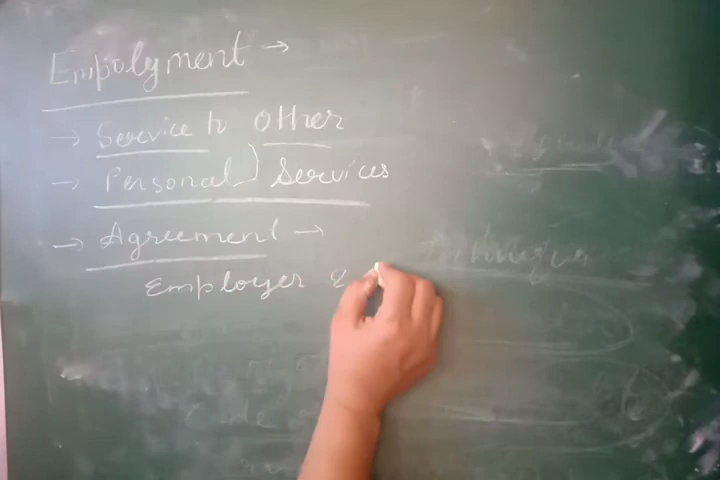 Empolyment →
→ Service to other
→ Personal Services
→ Agreement →
Employer &